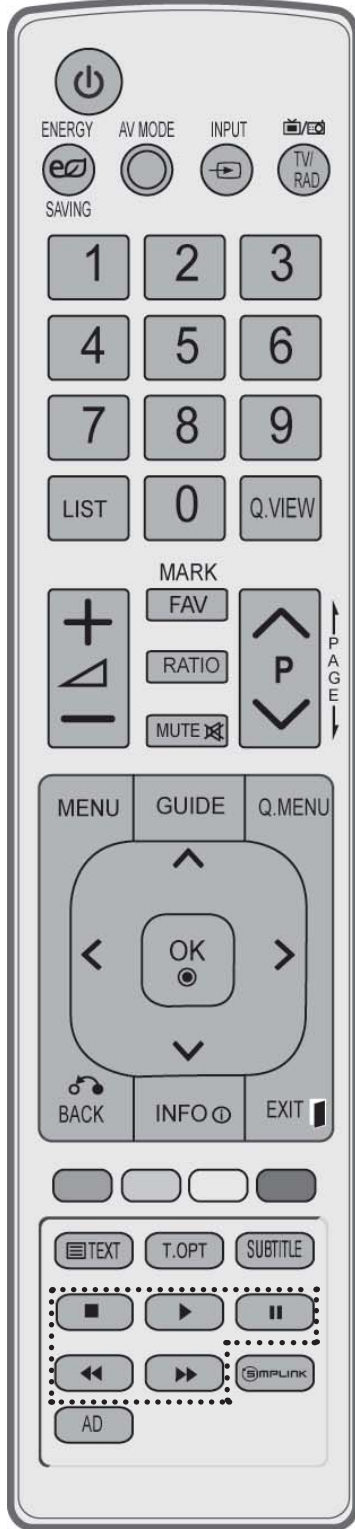 ENERGY AV MODE INPUT
TV/
RAD
SAVING
1 2 3
4 5 6
7 8 9
LIST 0 Q.VIEW
MARK
FAV
P
RATIO
PAGE
MUTE
MENU GUIDE Q.MENU
OK
BACK INFO EXIT
TEXT T.OPT SUBTITLE
SIMPLINK
AD